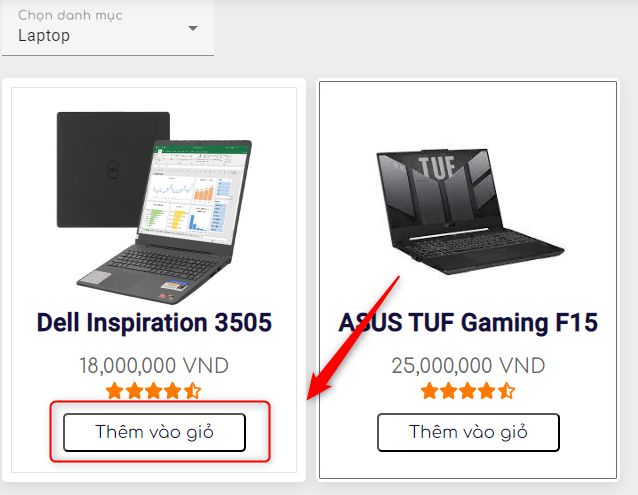 Chọn danh mục
Laptop
TUF
Dell Inspiration 3505
ASUS TUF Gaming F15
18,000,000 VND
25,000,000 VND
Thêm vào giỏ
Thêm vào giỏ